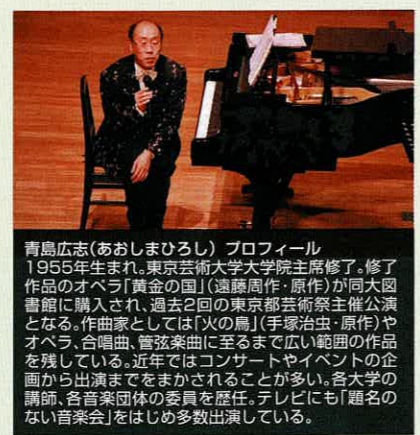 青島広志(あおしまひろし) プロフィール
1955年生まれ。東京芸術大学大学院主席修了。修了
作品のオペラ「黄金の国」(遠藤周作・原作)が同大図
書館に購入され、過去2回の東京都芸術祭主催公演
となる。作曲家としては「火の鳥」(手塚治虫・原作)や
オペラ、合唱曲、管弦楽曲に至るまで広い範囲の作品
を残している。近年ではコンサートやイベントの企
画から出演までをまかされることが多い。各大学の
講師、各音楽団体の委員を歴任。テレビにも「題名の
ない音楽会」をはじめ多数出演している。